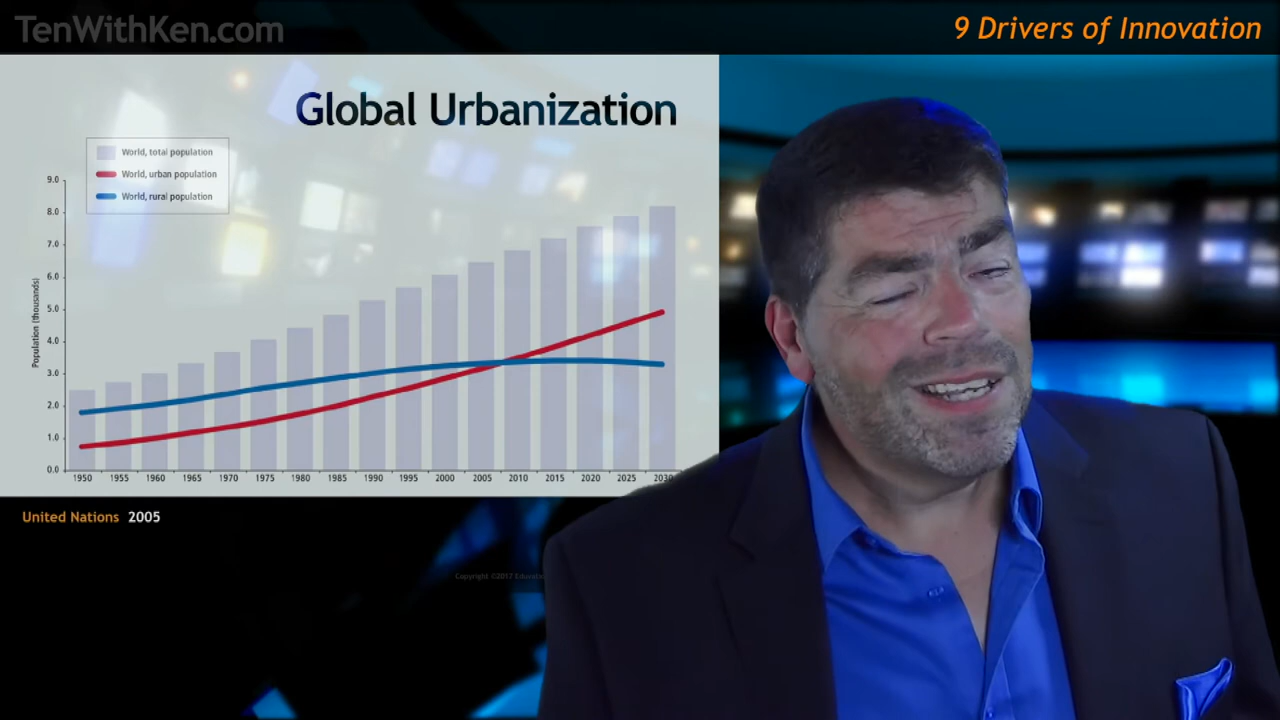 TenWithKen.com
9 Drivers of Innovation
Global Urbanization
World, total population
World, urban population
World, rural population
Population (thousands)
9.0
8.0
7.0
6.0
5.0
4.0
3.0
2.0
1.0
0.0
1950 1955 1960 1965 1970 1975 1980 1985 1990 1995 2000 2005 2010 2015 2020 2025 2030
United Nations 2005
Copyright ©2017